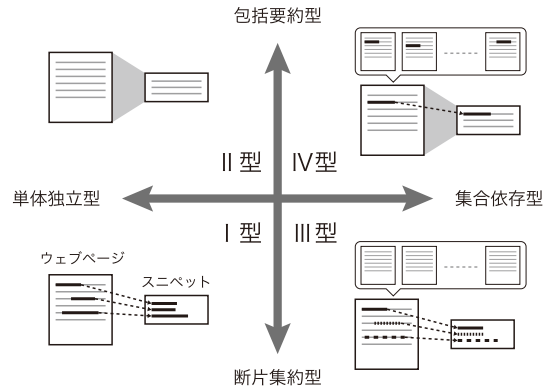 包括要約型
II 型
IV型
単体独立型
集合依存型
I 型
III 型
ウェブページ
スニペット
断片集約型